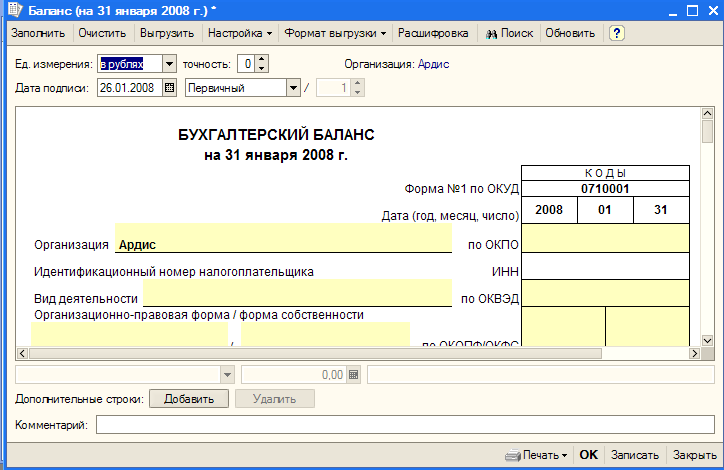 Баланс (на 31 января 2008 г.) *
Заполнить Очистить Выгрузить Настройка Формат выгрузки Расшифровка Поиск Обновить ?
Ед. измерения: в рублях точность: 0 Организация: Ардис
Дата подписи: 26.01.2008 Первичный / 1
БУХГАЛТЕРСКИЙ БАЛАНС
на 31 января 2008 г.
К О Д Ы
Форма №1 по ОКУД 0710001
Дата (год, месяц, число) 2008 01 31
Организация Ардис по ОКПО
Идентификационный номер налогоплательщика ИНН
Вид деятельности по ОКВЭД
Организационно-правовая форма / форма собственности
/ по ОКОПФ/ОКФС
0,00
Дополнительные строки: Добавить Удалить
Комментарий:
Печать OK Записать Закрыть